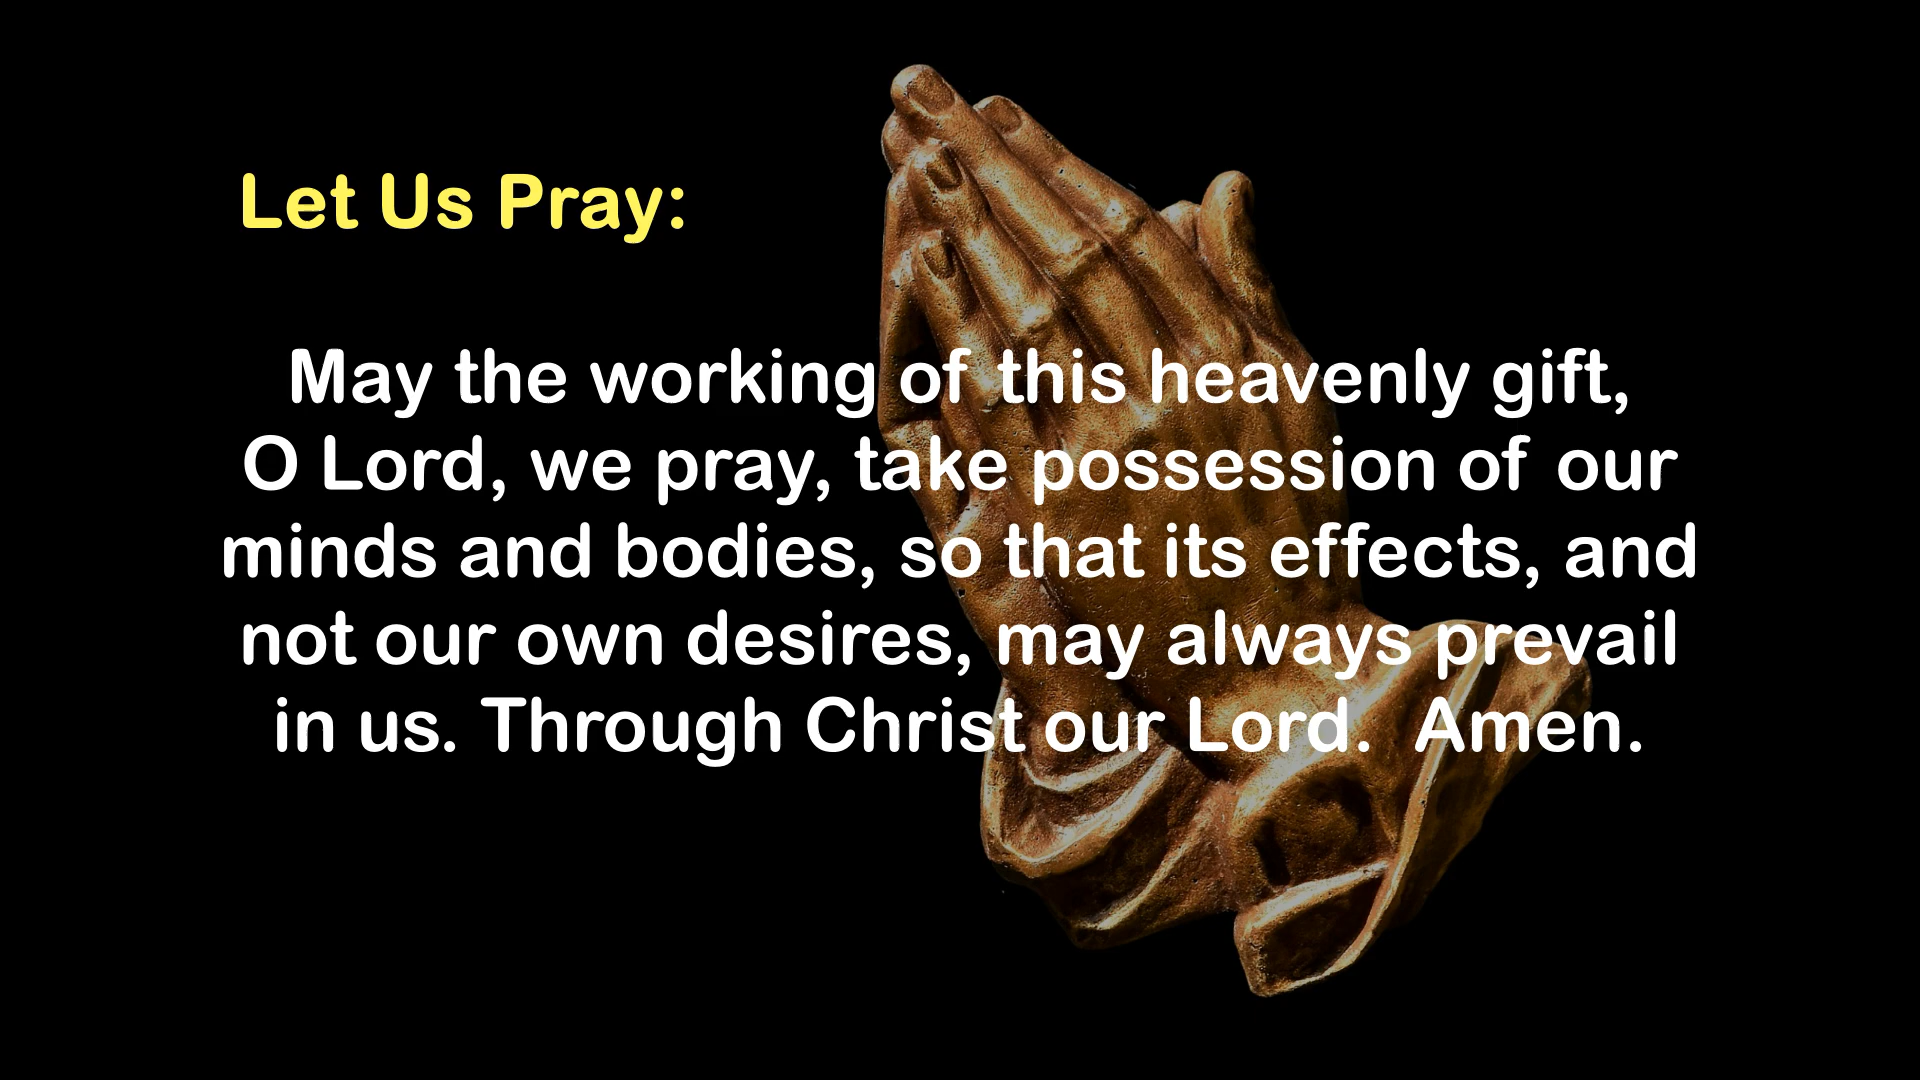 Let Us Pray:
May the working of this heavenly gift,
O Lord, we pray, take possession of our
minds and bodies, so that its effects, and
not our own desires, may always prevail
in us. Through Christ our Lord.  Amen.